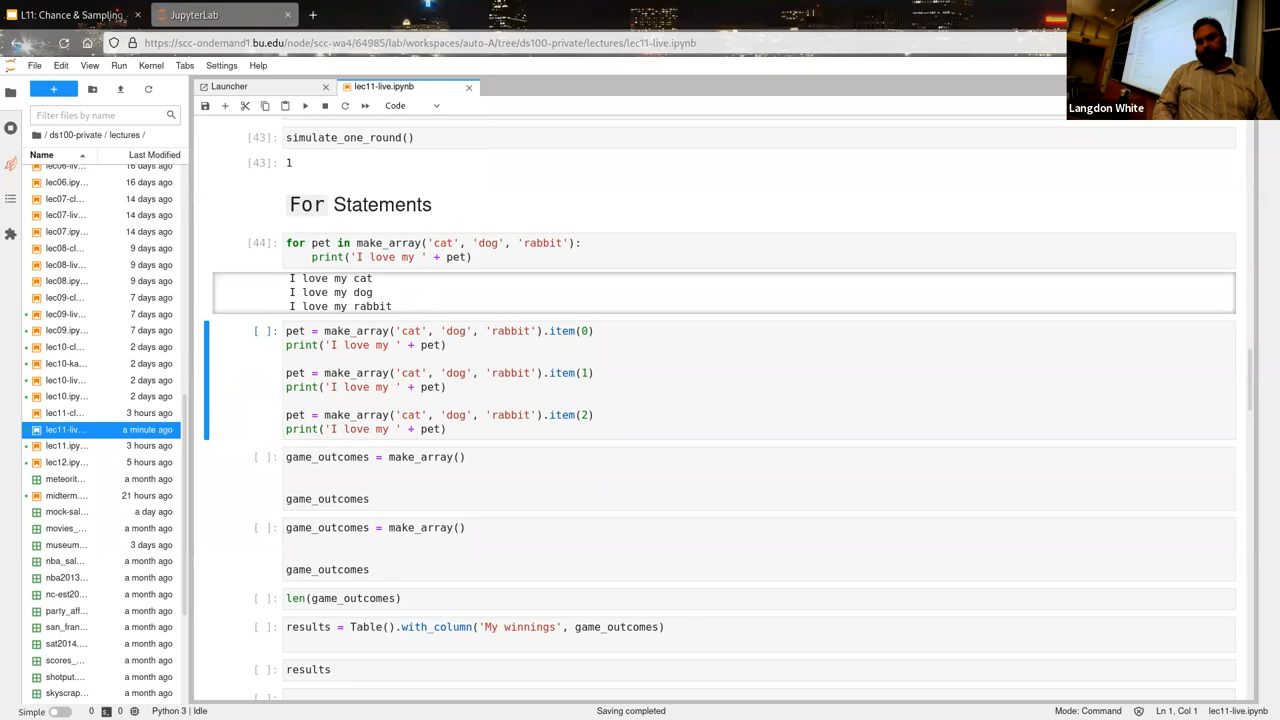 L11: Chance & Sampling
JupyterLab
https://scc-ondemand1.bu.edu/node/scc-wa4/64985/lab/workspaces/auto-A/tree/ds100-private/lectures/lec11-live.ipynb
Langdon White
File Edit View Run Kernel Tabs Settings Help
Launcher
lec11-live.ipynb
Code
Filter files by name
/ ds100-private / lectures /
Name Last Modified
lec06-li... 16 days ago
lec06.ipy... 16 days ago
lec07-cl... 14 days ago
lec07-liv... 14 days ago
lec07.ipy... 14 days ago
lec08-cl... 9 days ago
lec08-liv... 9 days ago
lec08.ipy... 9 days ago
lec09-cl... 7 days ago
lec09-liv... 7 days ago
lec09.ipy... 7 days ago
lec10-cl... 2 days ago
lec10-ka... 2 days ago
lec10-liv... 2 days ago
lec10.ipy... 2 days ago
lec11-cl... 3 hours ago
lec11-liv... a minute ago
lec11.ipy... 3 hours ago
lec12.ipy... 5 hours ago
meteorit... a month ago
midterm.... 21 hours ago
mock-sal... a day ago
movies_... a month ago
museum... 3 days ago
nba_sal... a month ago
nba2013... a month ago
nc-est20... a month ago
party_aff... a month ago
san_fran... a month ago
sat2014... a month ago
scores_... a month ago
shotput.... a month ago
skyscrap... a month ago
[43]: simulate_one_round()
[43]: 1
For Statements
[44]: for pet in make_array('cat', 'dog', 'rabbit'):
print('I love my ' + pet)
I love my cat
I love my dog
I love my rabbit
[ ]: pet = make_array('cat', 'dog', 'rabbit').item(0)
print('I love my ' + pet)
pet = make_array('cat', 'dog', 'rabbit').item(1)
print('I love my ' + pet)
pet = make_array('cat', 'dog', 'rabbit').item(2)
print('I love my ' + pet)
[ ]: game_outcomes = make_array()
game_outcomes
[ ]: game_outcomes = make_array()
game_outcomes
[ ]: len(game_outcomes)
[ ]: results = Table().with_column('My winnings', game_outcomes)
[ ]: results
Simple 0 0 Python 3 | Idle Saving completed Mode: Command Ln 1, Col 1 lec11-live.ipynb